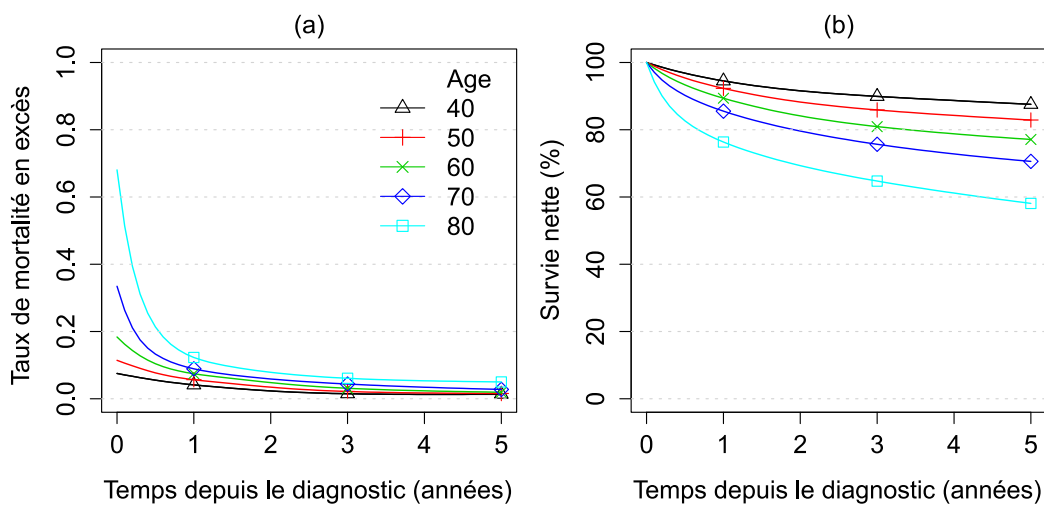 (a)
Taux de mortalité en excès
1.0
0.8
0.6
0.4
0.2
0.0
Age
40
50
60
70
80
0 1 2 3 4 5
Temps depuis le diagnostic (années)
(b)
Survie nette (%)
100
80
60
40
20
0
0 1 2 3 4 5
Temps depuis le diagnostic (années)